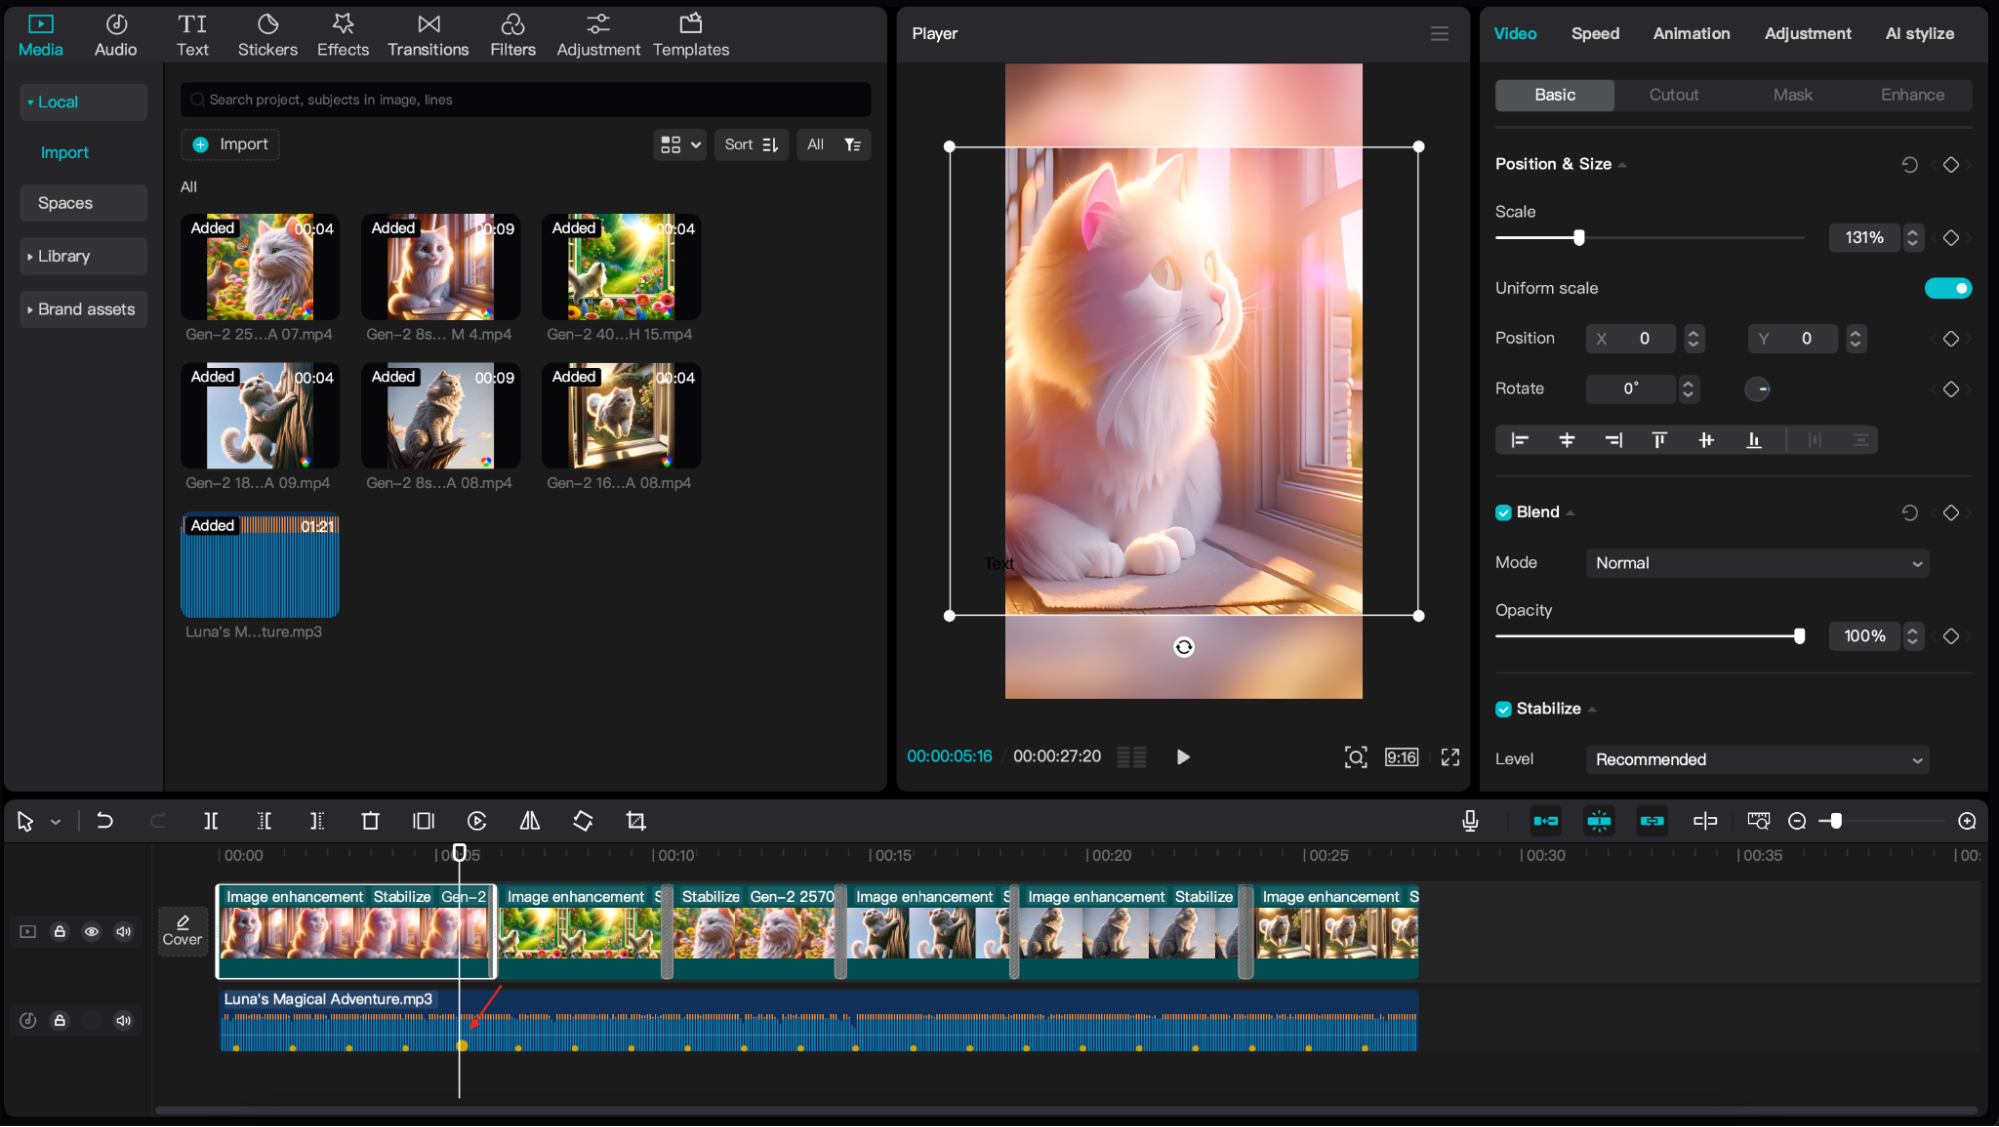 Media Audio Text Stickers Effects Transitions Filters Adjustment Templates
Local
Import
Spaces
Library
Brand assets
Search project, subjects in image, lines
Import
Sort All
All
Added 00:04
Gen-2 25...A 07.mp4
Added 00:09
Gen-2 8s... M 4.mp4
Added 00:04
Gen-2 40...H 15.mp4
Added 00:04
Gen-2 18...A 09.mp4
Added 00:09
Gen-2 8s...A 08.mp4
Added 00:04
Gen-2 16...A 08.mp4
Added 01:21
Luna's M...ture.mp3
Player
Text
00:00:05:16 / 00:00:27:20
9:16
Video Speed Animation Adjustment AI stylize
Basic Cutout Mask Enhance
Position & Size
Scale
131%
Uniform scale
Position X 0 Y 0
Rotate 0°
Blend
Mode Normal
Opacity
100%
Stabilize
Level Recommended
00:00 00:05 00:10 00:15 00:20 00:25 00:30 00:35 00:
Cover
Image enhancement Stabilize Gen-2
Image enhancement S
Stabilize Gen-2 2570
Image enhancement S
Image enhancement Stabilize
Image enhancement S
Luna's Magical Adventure.mp3